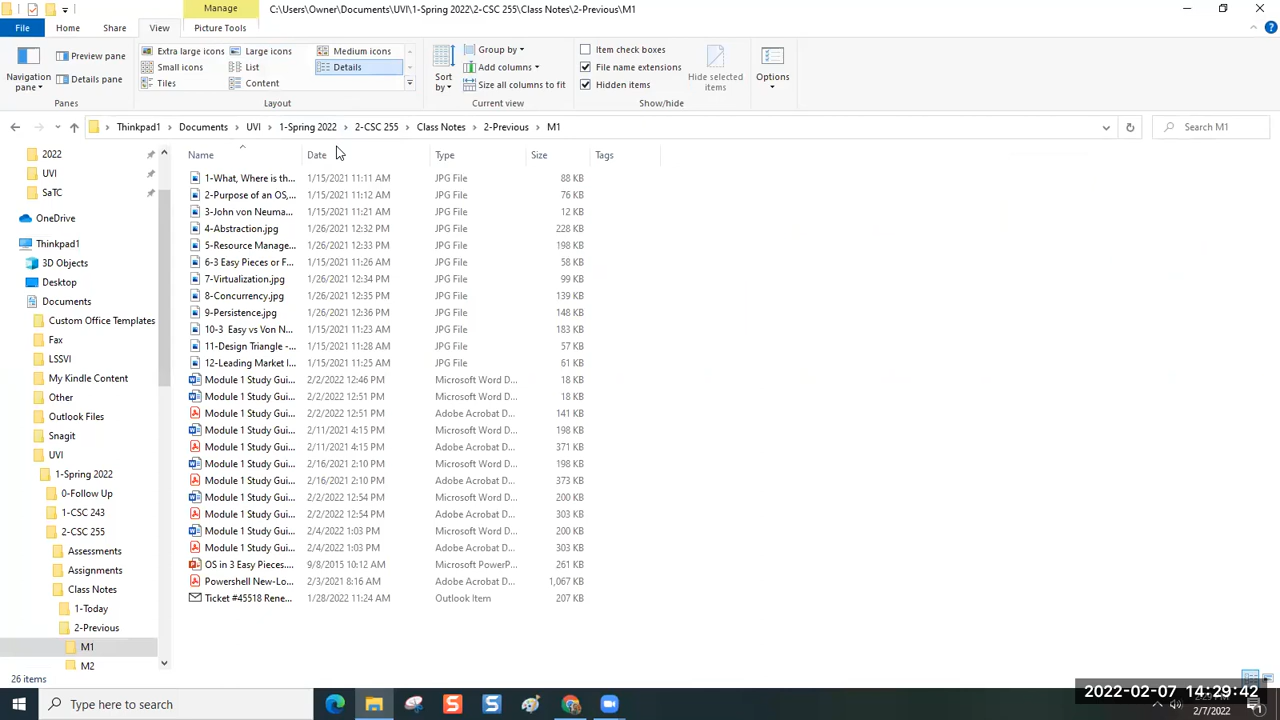 Manage
C:\Users\Owner\Documents\UVI\1-Spring 2022\2-CSC 255\Class Notes\2-Previous\M1
File Home Share View Picture Tools
Navigation pane
Preview pane
Details pane
Panes
Extra large icons Large icons Medium icons
Small icons List Details
Tiles Content
Layout
Sort by
Group by
Add columns
Size all columns to fit
Current view
Item check boxes
File name extensions
Hidden items
Hide selected items
Show/hide
Options
Thinkpad1 Documents UVI 1-Spring 2022 2-CSC 255 Class Notes 2-Previous M1
Search M1
2022
UVI
SaTC
OneDrive
Thinkpad1
3D Objects
Desktop
Documents
Custom Office Templates
Fax
LSSVI
My Kindle Content
Other
Outlook Files
Snagit
UVI
1-Spring 2022
0-Follow Up
1-CSC 243
2-CSC 255
Assessments
Assignments
Class Notes
1-Today
2-Previous
M1
M2
Name Date Type Size Tags
1-What, Where is th... 1/15/2021 11:11 AM JPG File 88 KB
2-Purpose of an OS,... 1/15/2021 11:12 AM JPG File 76 KB
3-John von Neuma... 1/15/2021 11:21 AM JPG File 12 KB
4-Abstraction.jpg 1/26/2021 12:32 PM JPG File 228 KB
5-Resource Manage... 1/26/2021 12:33 PM JPG File 198 KB
6-3 Easy Pieces or F... 1/15/2021 11:26 AM JPG File 58 KB
7-Virtualization.jpg 1/26/2021 12:34 PM JPG File 99 KB
8-Concurrency.jpg 1/26/2021 12:35 PM JPG File 139 KB
9-Persistence.jpg 1/26/2021 12:36 PM JPG File 148 KB
10-3 Easy vs Von N... 1/15/2021 11:23 AM JPG File 183 KB
11-Design Triangle -... 1/15/2021 11:28 AM JPG File 57 KB
12-Leading Market I... 1/15/2021 11:25 AM JPG File 61 KB
Module 1 Study Gui... 2/2/2022 12:46 PM Microsoft Word D... 18 KB
Module 1 Study Gui... 2/2/2022 12:51 PM Microsoft Word D... 18 KB
Module 1 Study Gui... 2/2/2022 12:51 PM Adobe Acrobat D... 141 KB
Module 1 Study Gui... 2/11/2021 4:15 PM Microsoft Word D... 198 KB
Module 1 Study Gui... 2/11/2021 4:15 PM Adobe Acrobat D... 371 KB
Module 1 Study Gui... 2/16/2021 2:10 PM Microsoft Word D... 198 KB
Module 1 Study Gui... 2/16/2021 2:10 PM Adobe Acrobat D... 373 KB
Module 1 Study Gui... 2/2/2022 12:54 PM Microsoft Word D... 200 KB
Module 1 Study Gui... 2/2/2022 12:54 PM Adobe Acrobat D... 303 KB
Module 1 Study Gui... 2/4/2022 1:03 PM Microsoft Word D... 200 KB
Module 1 Study Gui... 2/4/2022 1:03 PM Adobe Acrobat D... 303 KB
OS in 3 Easy Pieces.... 9/8/2015 10:12 AM Microsoft PowerP... 261 KB
Powershell New-Lo... 2/3/2021 8:16 AM Adobe Acrobat D... 1,067 KB
Ticket #45518 Rene... 1/28/2022 11:24 AM Outlook Item 207 KB
26 items
Type here to search
2022-02-07 14:29:42
2/7/2022